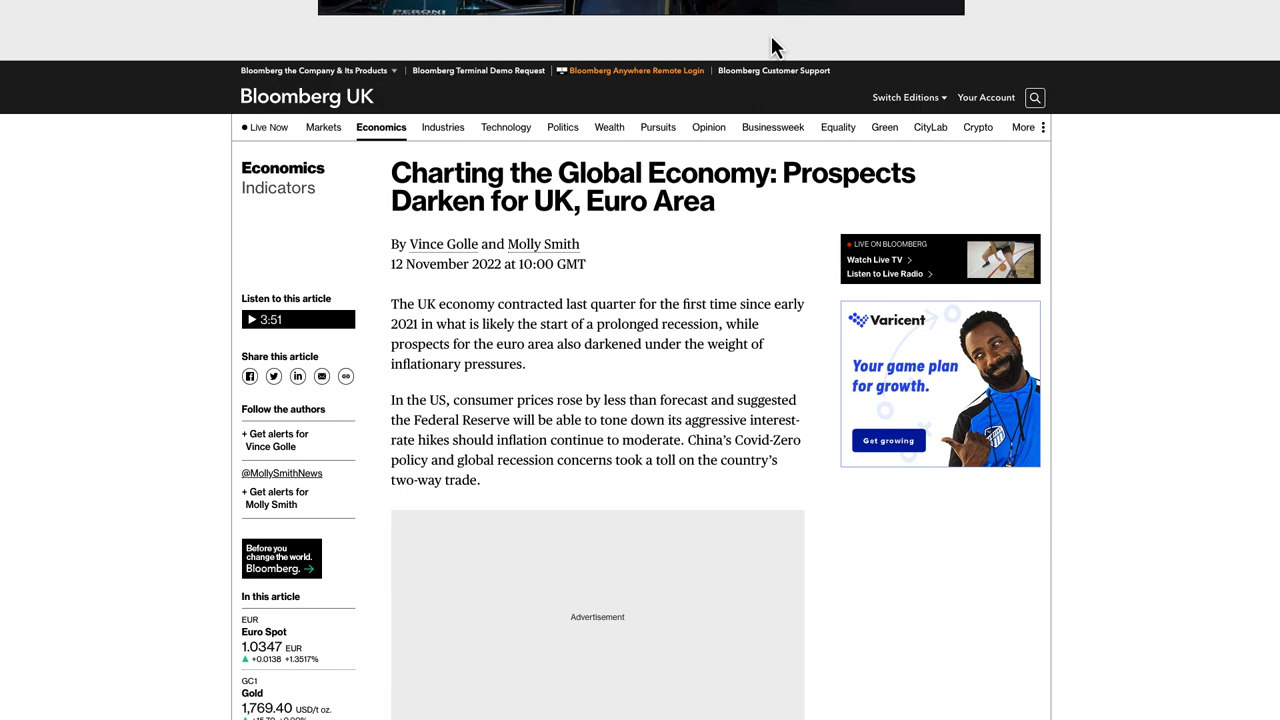 PERONI
Bloomberg the Company & Its Products
Bloomberg Terminal Demo Request
Bloomberg Anywhere Remote Login
Bloomberg Customer Support
Bloomberg UK
Switch Editions
Your Account
Live Now
Markets
Economics
Industries
Technology
Politics
Wealth
Pursuits
Opinion
Businessweek
Equality
Green
CityLab
Crypto
More
Economics
Indicators
Charting the Global Economy: Prospects
Darken for UK, Euro Area
By Vince Golle and Molly Smith
12 November 2022 at 10:00 GMT
Listen to this article
3:51
Share this article
Follow the authors
+ Get alerts for
Vince Golle
@MollySmithNews
+ Get alerts for
Molly Smith
Before you
change the world.
Bloomberg. →
In this article
EUR
Euro Spot
1.0347 EUR
+0.0138 +1.3517%
GC1
Gold
1,769.40 USD/t oz.
The UK economy contracted last quarter for the first time since early
2021 in what is likely the start of a prolonged recession, while
prospects for the euro area also darkened under the weight of
inflationary pressures.
In the US, consumer prices rose by less than forecast and suggested
the Federal Reserve will be able to tone down its aggressive interest-
rate hikes should inflation continue to moderate. China’s Covid-Zero
policy and global recession concerns took a toll on the country’s
two-way trade.
Advertisement
LIVE ON BLOOMBERG
Watch Live TV
Listen to Live Radio
Varicent
Your game plan
for growth.
Get growing